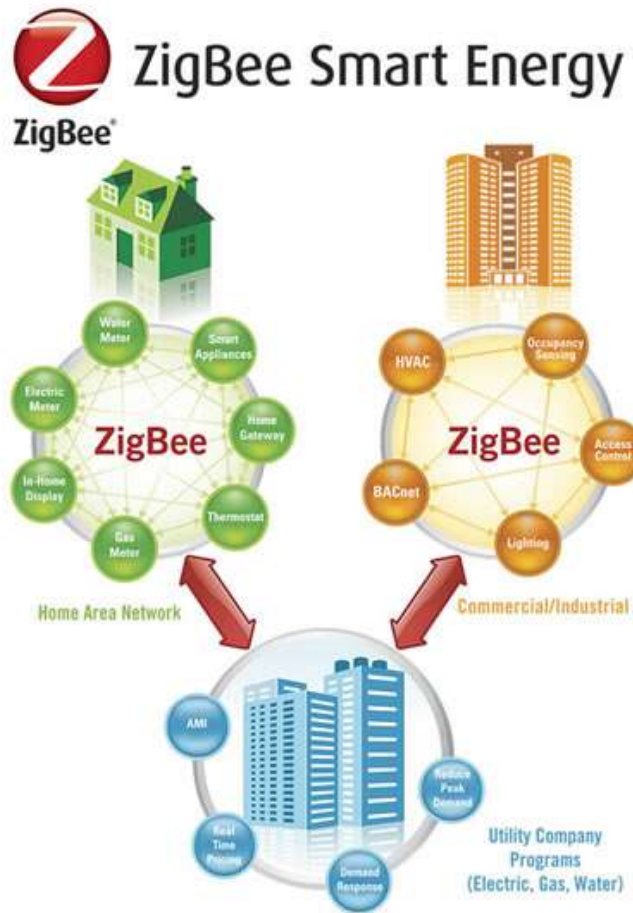 ZigBee Smart Energy
ZigBee®
Water
Meter
Smart
Appliances
Electric
Meter
Home
Gateway
ZigBee
In-Home
Display
Thermostat
Gas
Meter
Home Area Network
HVAC
Occupancy
Sensing
ZigBee
Access
Control
BACnet
Lighting
Commercial/Industrial
AMI
Reduce
Peak
Demand
Real
Time
Pricing
Demand
Response
Utility Company
Programs
(Electric, Gas, Water)